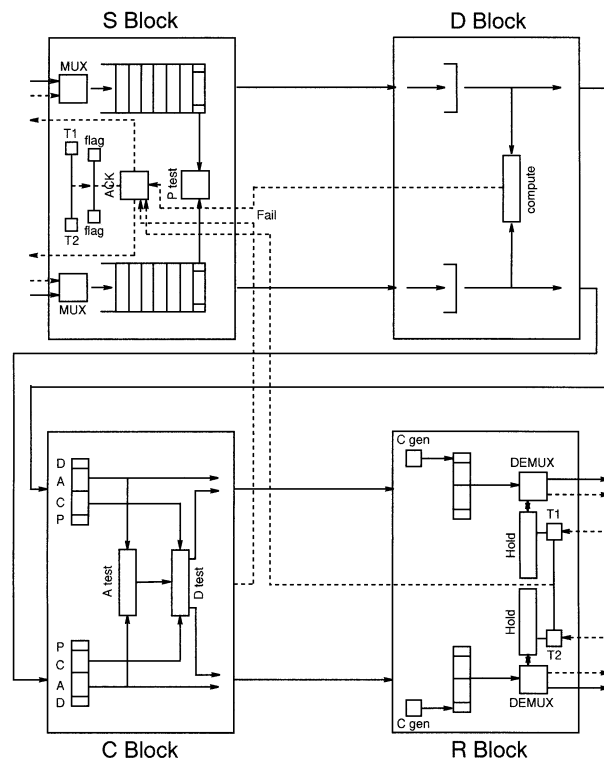 S Block
D Block
MUX
T1
flag
ACK
P test
T2
flag
Fail
MUX
compute
D
A
C
P
A test
D test
P
C
A
D
C gen
DEMUX
T1
Hold
Hold
T2
DEMUX
C gen
C Block
R Block